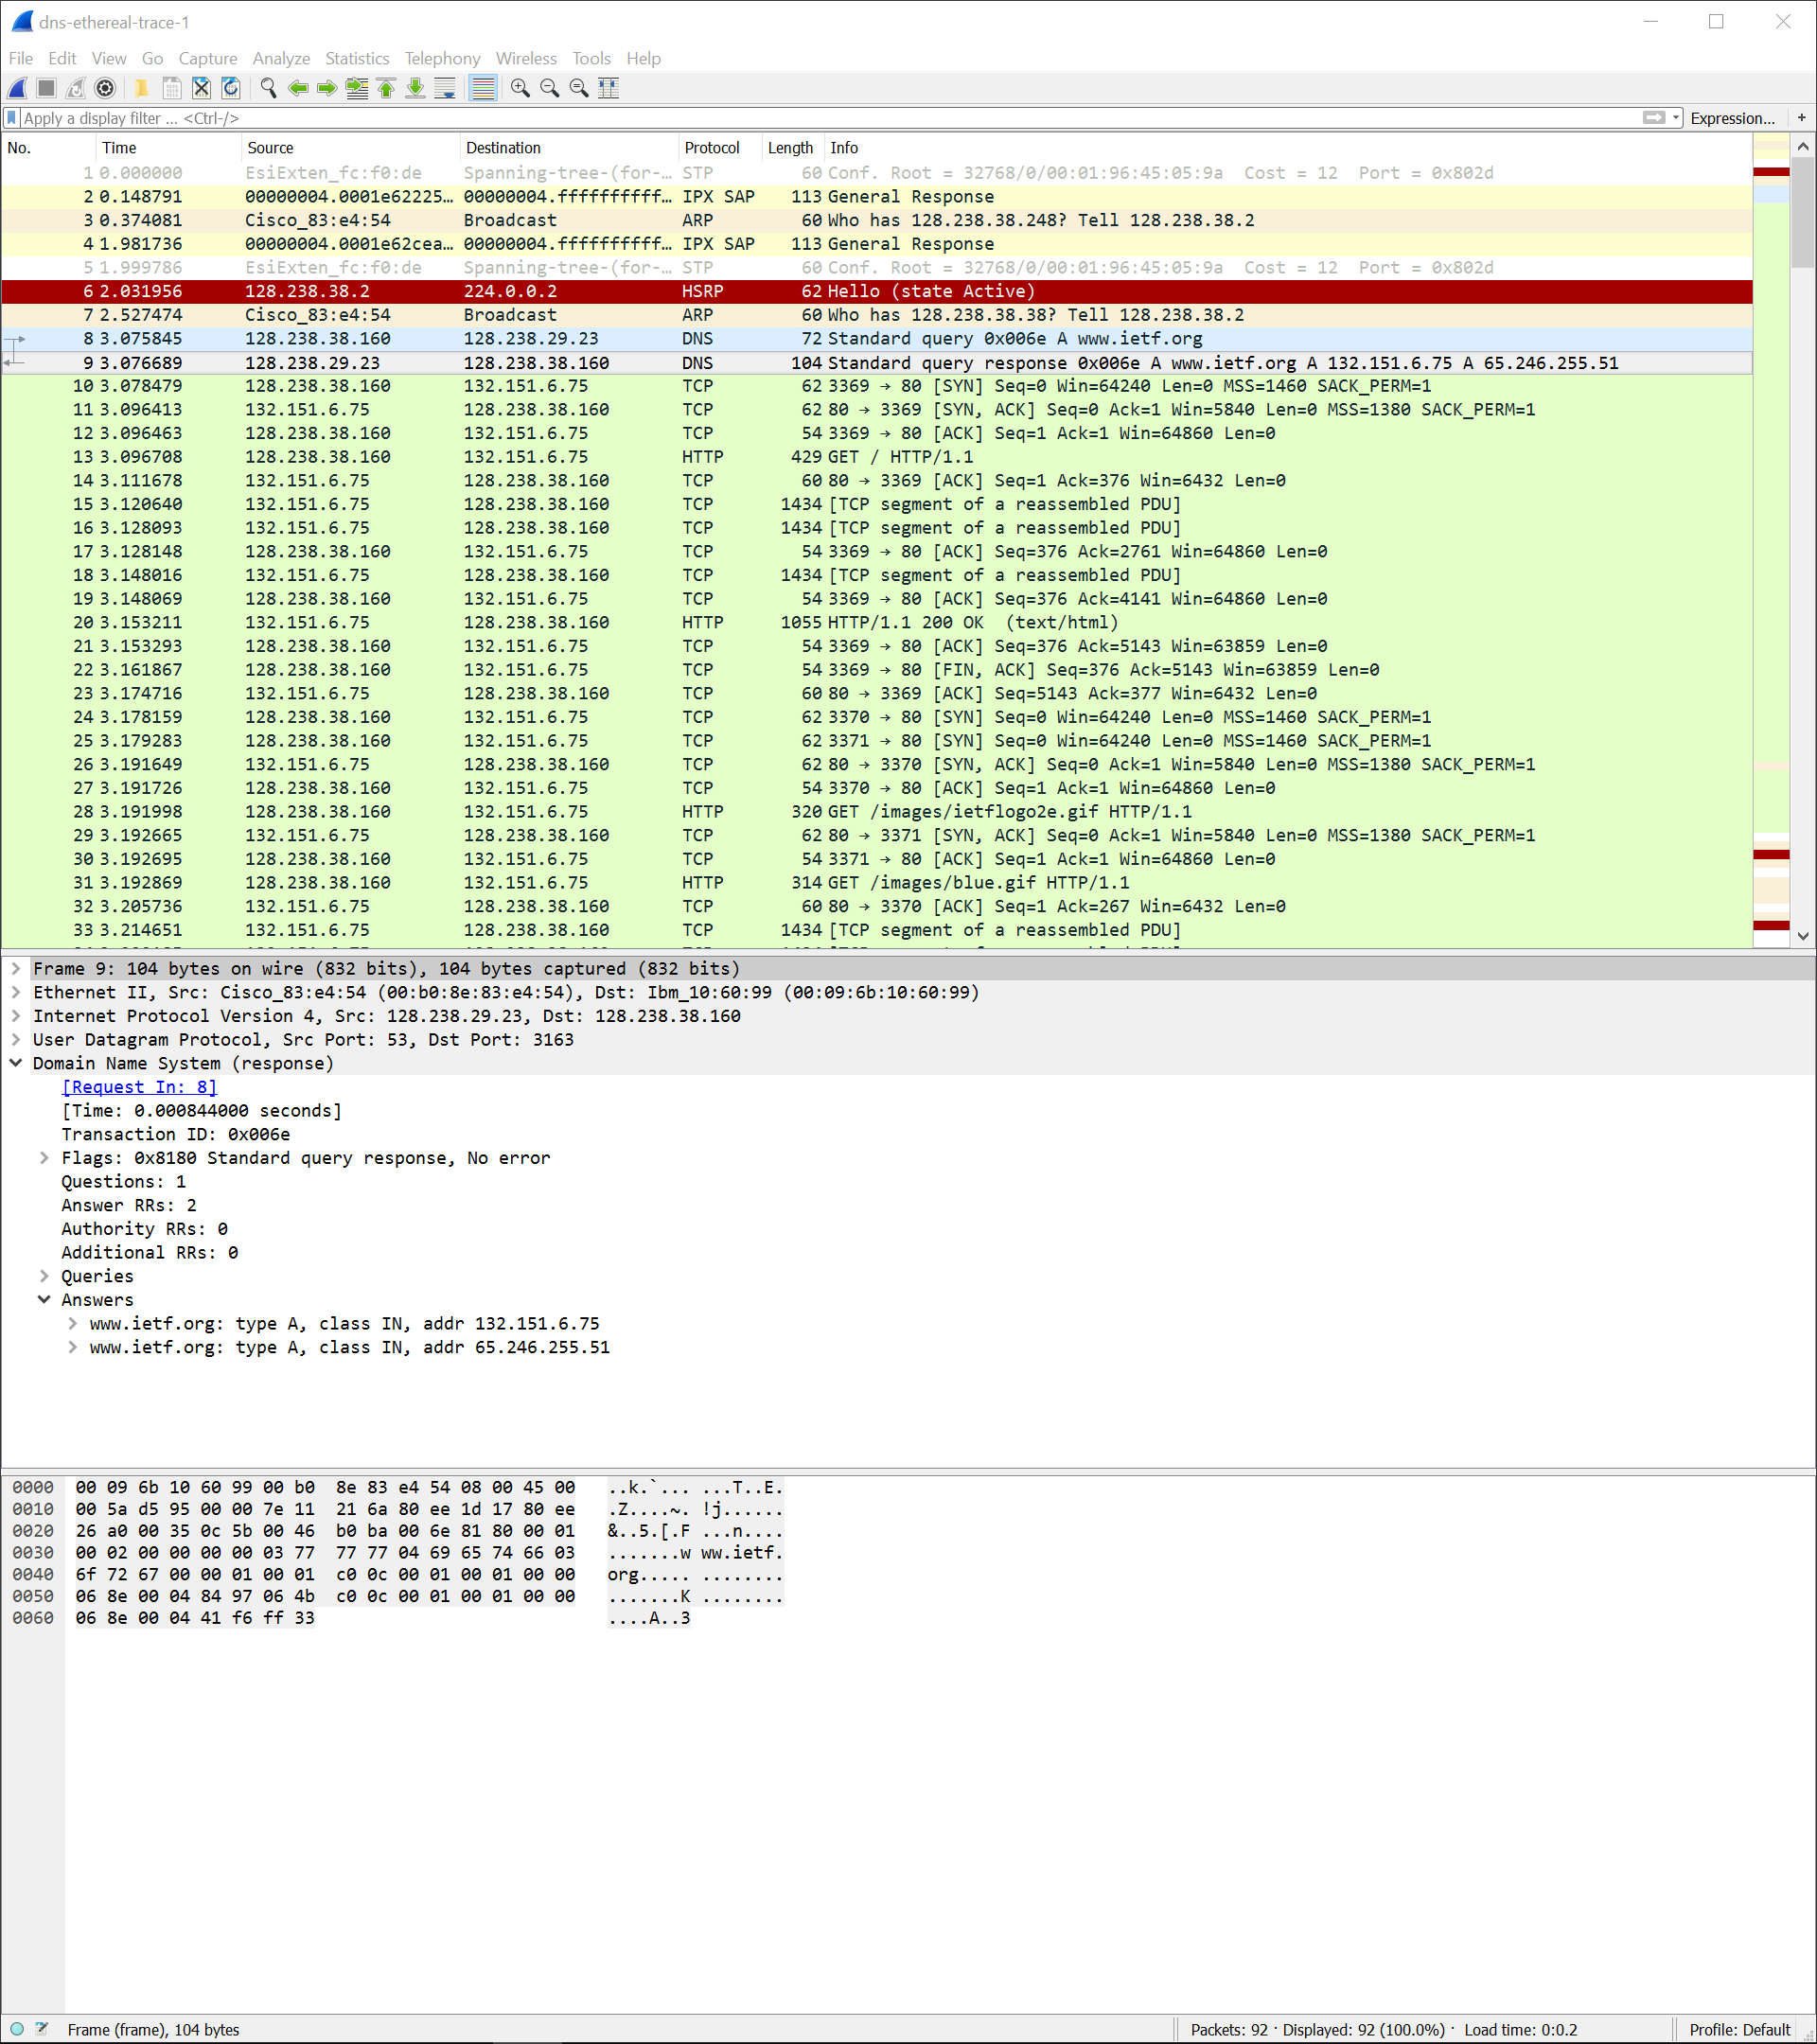 dns-ethereal-trace-1
File Edit View Go Capture Analyze Statistics Telephony Wireless Tools Help
Apply a display filter ... <Ctrl-/> Expression... +
No. Time Source Destination Protocol Length Info
1 0.000000 EsiExten_fc:f0:de Spanning-tree-(for-… STP 60 Conf. Root = 32768/0/00:01:96:45:05:9a Cost = 12 Port = 0x802d
2 0.148791 00000004.0001e62225… 00000004.ffffffffff… IPX SAP 113 General Response
3 0.374081 Cisco_83:e4:54 Broadcast ARP 60 Who has 128.238.38.248? Tell 128.238.38.2
4 1.981736 00000004.0001e62cea… 00000004.ffffffffff… IPX SAP 113 General Response
5 1.999786 EsiExten_fc:f0:de Spanning-tree-(for-… STP 60 Conf. Root = 32768/0/00:01:96:45:05:9a Cost = 12 Port = 0x802d
6 2.031956 128.238.38.2 224.0.0.2 HSRP 62 Hello (state Active)
7 2.527474 Cisco_83:e4:54 Broadcast ARP 60 Who has 128.238.38.38? Tell 128.238.38.2
8 3.075845 128.238.38.160 128.238.29.23 DNS 72 Standard query 0x006e A www.ietf.org
9 3.076689 128.238.29.23 128.238.38.160 DNS 104 Standard query response 0x006e A www.ietf.org A 132.151.6.75 A 65.246.255.51
10 3.078479 128.238.38.160 132.151.6.75 TCP 62 3369 → 80 [SYN] Seq=0 Win=64240 Len=0 MSS=1460 SACK_PERM=1
11 3.096413 132.151.6.75 128.238.38.160 TCP 62 80 → 3369 [SYN, ACK] Seq=0 Ack=1 Win=5840 Len=0 MSS=1380 SACK_PERM=1
12 3.096463 128.238.38.160 132.151.6.75 TCP 54 3369 → 80 [ACK] Seq=1 Ack=1 Win=64860 Len=0
13 3.096708 128.238.38.160 132.151.6.75 HTTP 429 GET / HTTP/1.1
14 3.111678 132.151.6.75 128.238.38.160 TCP 60 80 → 3369 [ACK] Seq=1 Ack=376 Win=6432 Len=0
15 3.120640 132.151.6.75 128.238.38.160 TCP 1434 [TCP segment of a reassembled PDU]
16 3.128093 132.151.6.75 128.238.38.160 TCP 1434 [TCP segment of a reassembled PDU]
17 3.128148 128.238.38.160 132.151.6.75 TCP 54 3369 → 80 [ACK] Seq=376 Ack=2761 Win=64860 Len=0
18 3.148016 132.151.6.75 128.238.38.160 TCP 1434 [TCP segment of a reassembled PDU]
19 3.148069 128.238.38.160 132.151.6.75 TCP 54 3369 → 80 [ACK] Seq=376 Ack=4141 Win=64860 Len=0
20 3.153211 132.151.6.75 128.238.38.160 HTTP 1055 HTTP/1.1 200 OK (text/html)
21 3.153293 128.238.38.160 132.151.6.75 TCP 54 3369 → 80 [ACK] Seq=376 Ack=5143 Win=63859 Len=0
22 3.161867 128.238.38.160 132.151.6.75 TCP 54 3369 → 80 [FIN, ACK] Seq=376 Ack=5143 Win=63859 Len=0
23 3.174716 132.151.6.75 128.238.38.160 TCP 60 80 → 3369 [ACK] Seq=5143 Ack=377 Win=6432 Len=0
24 3.178159 128.238.38.160 132.151.6.75 TCP 62 3370 → 80 [SYN] Seq=0 Win=64240 Len=0 MSS=1460 SACK_PERM=1
25 3.179283 128.238.38.160 132.151.6.75 TCP 62 3371 → 80 [SYN] Seq=0 Win=64240 Len=0 MSS=1460 SACK_PERM=1
26 3.191649 132.151.6.75 128.238.38.160 TCP 62 80 → 3370 [SYN, ACK] Seq=0 Ack=1 Win=5840 Len=0 MSS=1380 SACK_PERM=1
27 3.191726 128.238.38.160 132.151.6.75 TCP 54 3370 → 80 [ACK] Seq=1 Ack=1 Win=64860 Len=0
28 3.191998 128.238.38.160 132.151.6.75 HTTP 320 GET /images/ietflogo2e.gif HTTP/1.1
29 3.192665 132.151.6.75 128.238.38.160 TCP 62 80 → 3371 [SYN, ACK] Seq=0 Ack=1 Win=5840 Len=0 MSS=1380 SACK_PERM=1
30 3.192695 128.238.38.160 132.151.6.75 TCP 54 3371 → 80 [ACK] Seq=1 Ack=1 Win=64860 Len=0
31 3.192869 128.238.38.160 132.151.6.75 HTTP 314 GET /images/blue.gif HTTP/1.1
32 3.205736 132.151.6.75 128.238.38.160 TCP 60 80 → 3370 [ACK] Seq=1 Ack=267 Win=6432 Len=0
33 3.214651 132.151.6.75 128.238.38.160 TCP 1434 [TCP segment of a reassembled PDU]
Frame 9: 104 bytes on wire (832 bits), 104 bytes captured (832 bits)
Ethernet II, Src: Cisco_83:e4:54 (00:b0:8e:83:e4:54), Dst: Ibm_10:60:99 (00:09:6b:10:60:99)
Internet Protocol Version 4, Src: 128.238.29.23, Dst: 128.238.38.160
User Datagram Protocol, Src Port: 53, Dst Port: 3163
Domain Name System (response)
[Request In: 8]
[Time: 0.000844000 seconds]
Transaction ID: 0x006e
Flags: 0x8180 Standard query response, No error
Questions: 1
Answer RRs: 2
Authority RRs: 0
Additional RRs: 0
Queries
Answers
www.ietf.org: type A, class IN, addr 132.151.6.75
www.ietf.org: type A, class IN, addr 65.246.255.51
0000 00 09 6b 10 60 99 00 b0 8e 83 e4 54 08 00 45 00 ..k.`... ...T..E.
0010 00 5a d5 95 00 00 7e 11 21 6a 80 ee 1d 17 80 ee .Z....~. !j......
0020 26 a0 00 35 0c 5b 00 46 b0 ba 00 6e 81 80 00 01 &..5.[.F ...n....
0030 00 02 00 00 00 00 03 77 77 77 04 69 65 74 66 03 .......w ww.ietf.
0040 6f 72 67 00 00 01 00 01 c0 0c 00 01 00 01 00 00 org..... ........
0050 06 8e 00 04 84 97 06 4b c0 0c 00 01 00 01 00 00 .......K ........
0060 06 8e 00 04 41 f6 ff 33 ....A..3
Frame (frame), 104 bytes Packets: 92 · Displayed: 92 (100.0%) · Load time: 0:0.2 Profile: Default